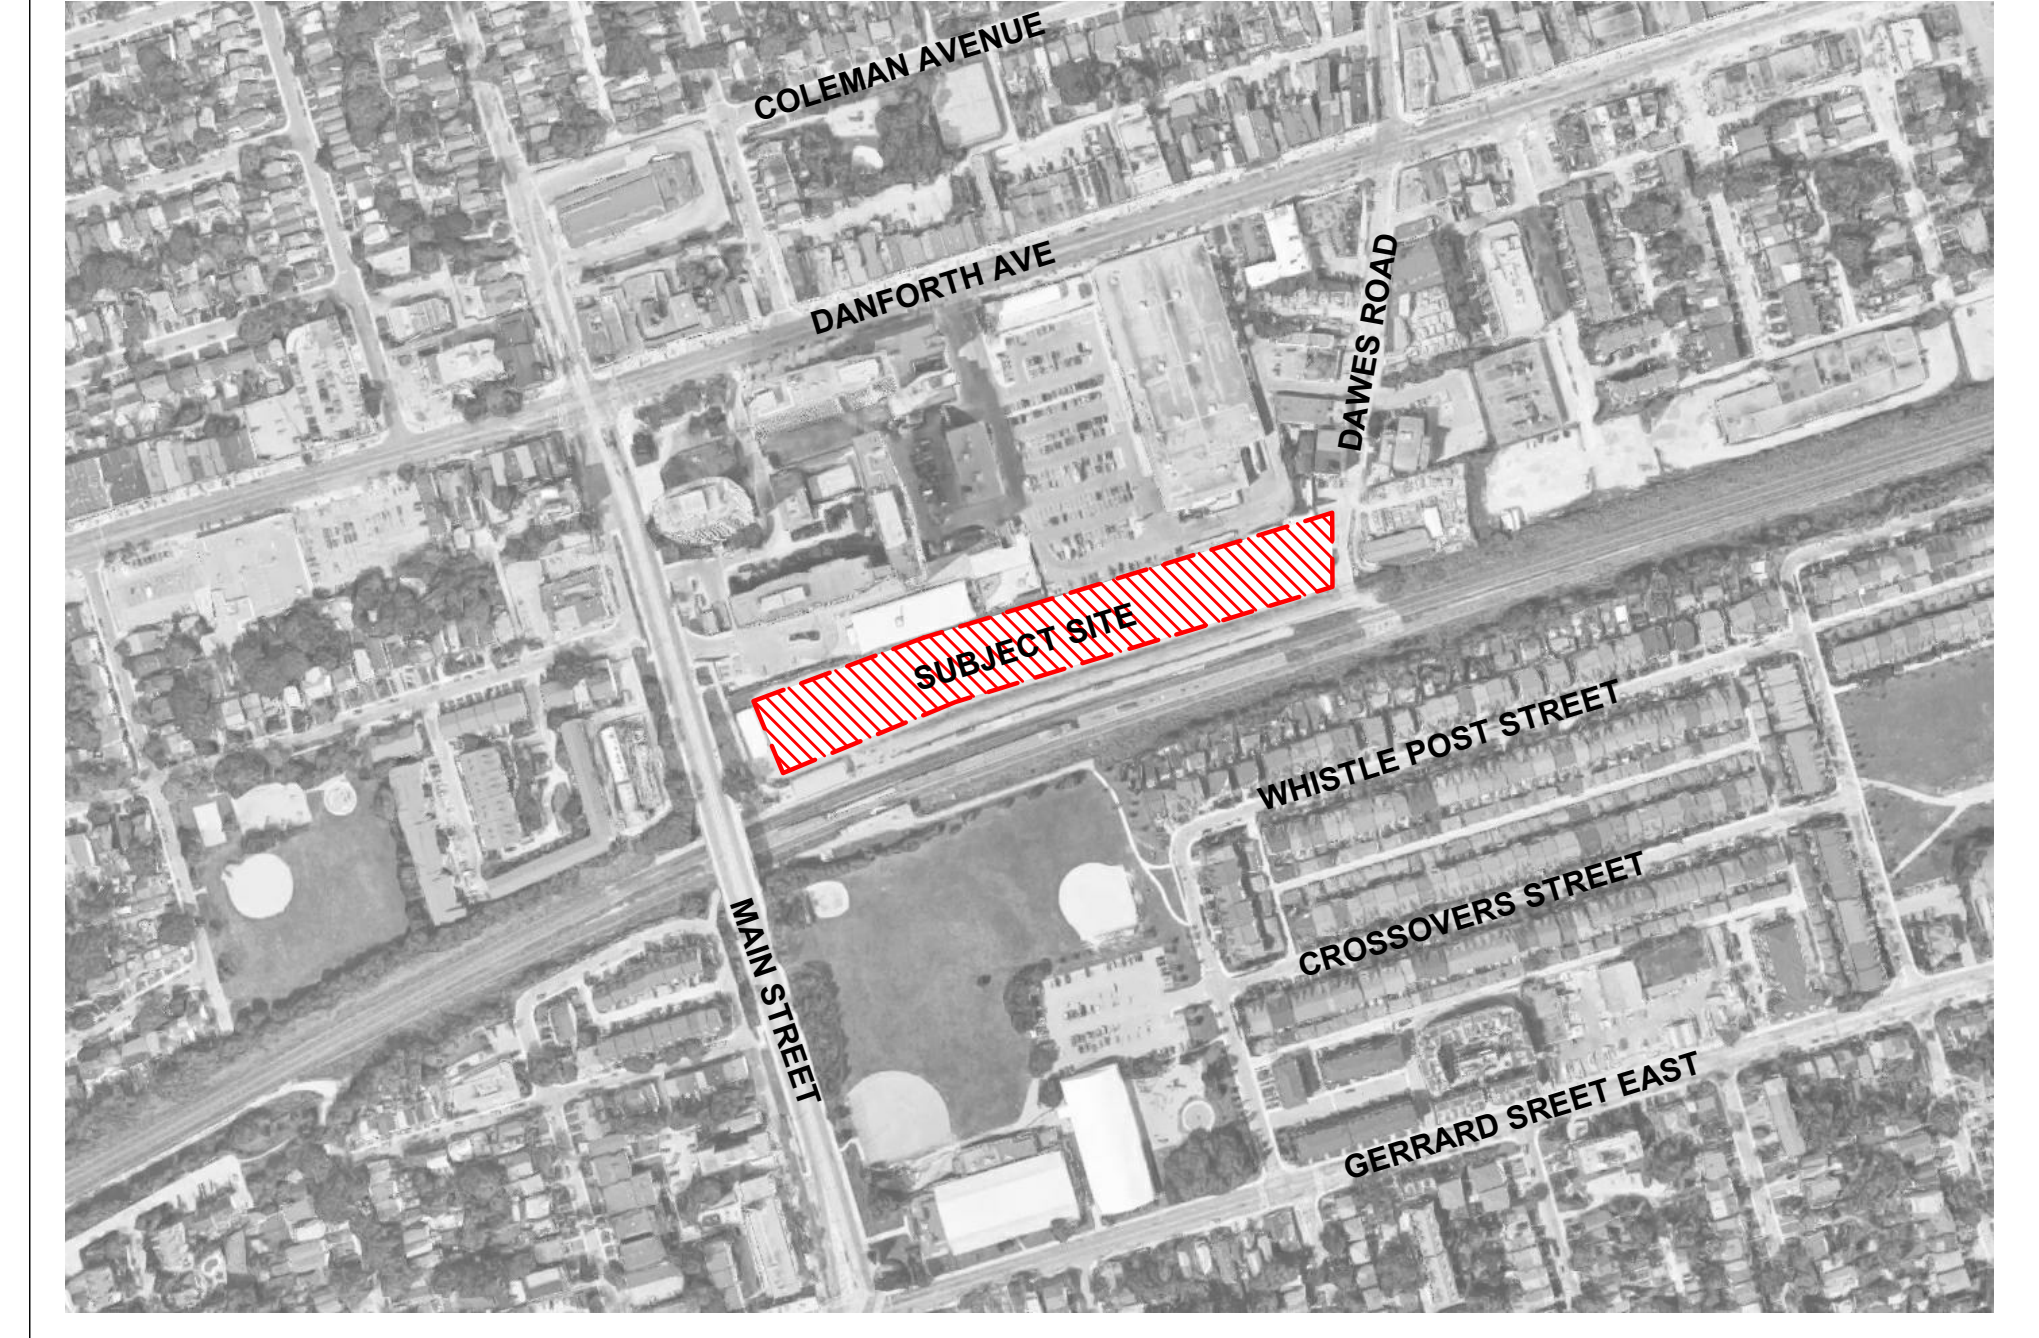 COLEMAN AVENUE
DANFORTH AVE
DAWES ROAD
SUBJECT SITE
WHISTLE POST STREET
CROSSOVERS STREET
MAIN STREET
GERRARD SREET EAST